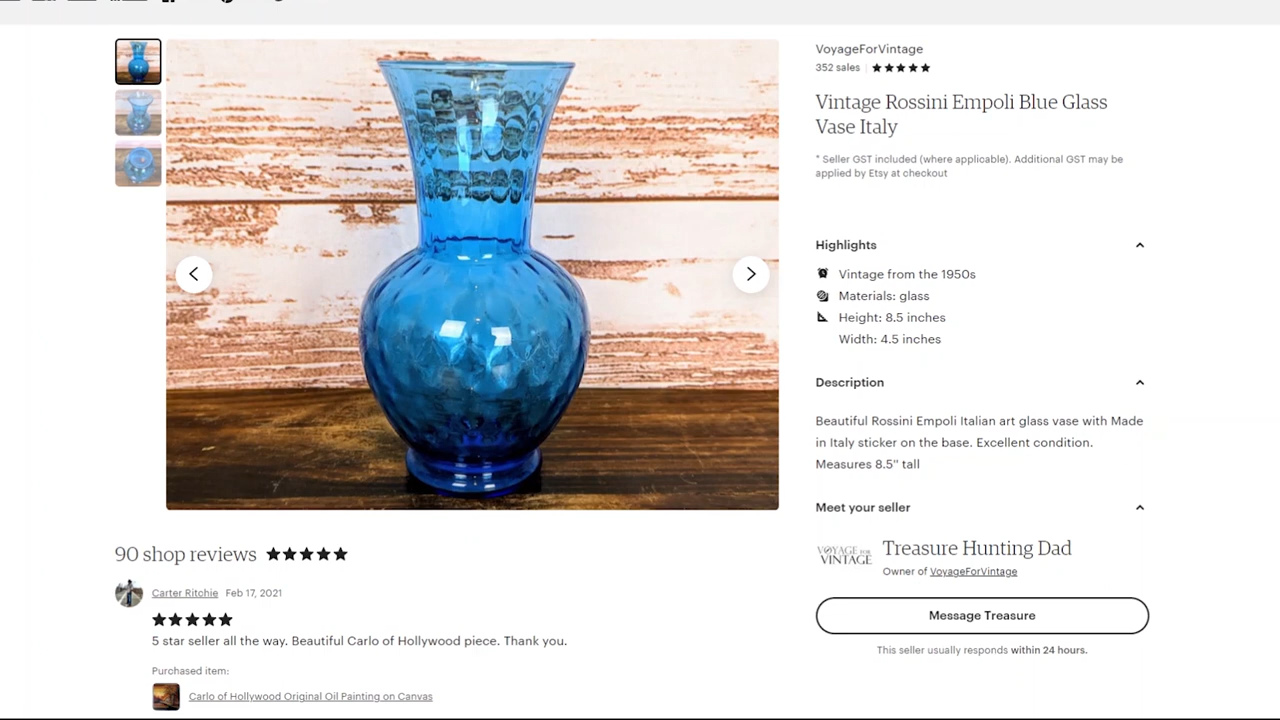 VoyageForVintage
352 sales
Vintage Rossini Empoli Blue Glass
Vase Italy
* Seller GST included (where applicable). Additional GST may be
applied by Etsy at checkout
Highlights
Vintage from the 1950s
Materials: glass
Height: 8.5 inches
Width: 4.5 inches
Description
Beautiful Rossini Empoli Italian art glass vase with Made
in Italy sticker on the base. Excellent condition.
Measures 8.5" tall
Meet your seller
VOYAGE FOR
VINTAGE
Treasure Hunting Dad
Owner of VoyageForVintage
Message Treasure
This seller usually responds within 24 hours.
90 shop reviews
Carter Ritchie Feb 17, 2021
5 star seller all the way. Beautiful Carlo of Hollywood piece. Thank you.
Purchased item:
Carlo of Hollywood Original Oil Painting on Canvas